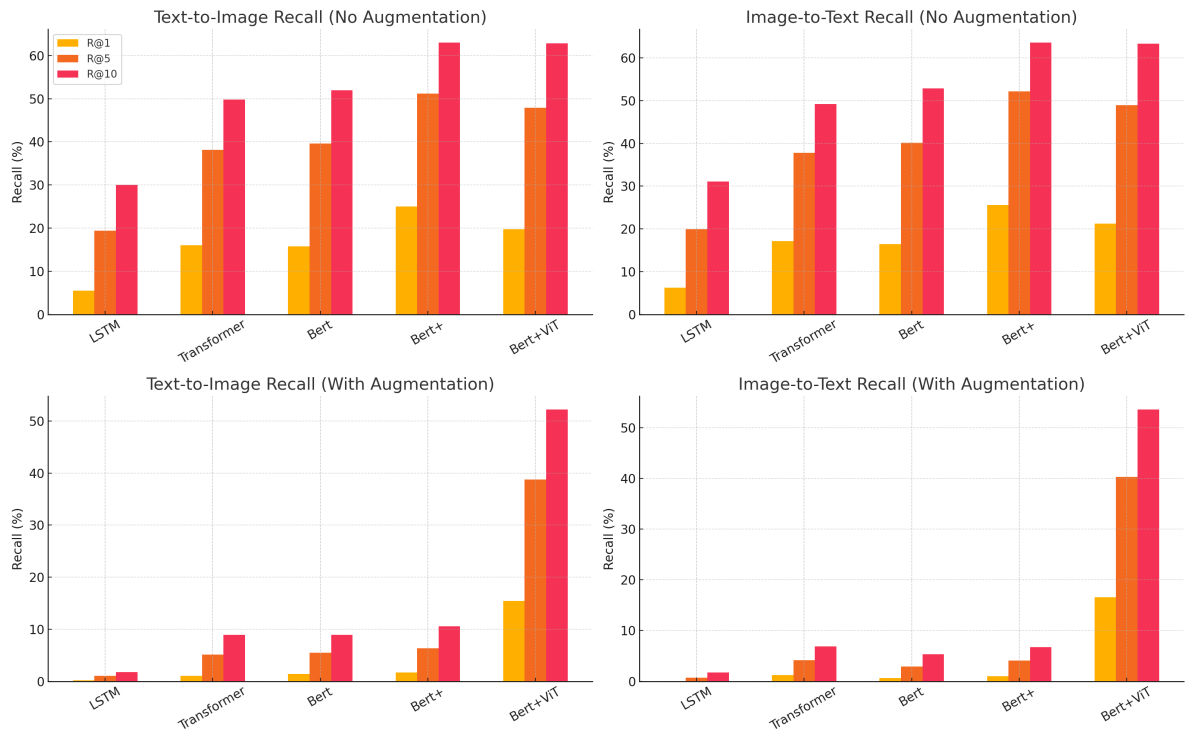 Text-to-Image Recall (No Augmentation)
Recall (%)
60
50
40
30
20
10
0
R@1
R@5
R@10
LSTM
Transformer
Bert
Bert+
Bert+ViT
Image-to-Text Recall (No Augmentation)
Recall (%)
60
50
40
30
20
10
0
LSTM
Transformer
Bert
Bert+
Bert+ViT
Text-to-Image Recall (With Augmentation)
Recall (%)
50
40
30
20
10
0
LSTM
Transformer
Bert
Bert+
Bert+ViT
Image-to-Text Recall (With Augmentation)
Recall (%)
50
40
30
20
10
0
LSTM
Transformer
Bert
Bert+
Bert+ViT